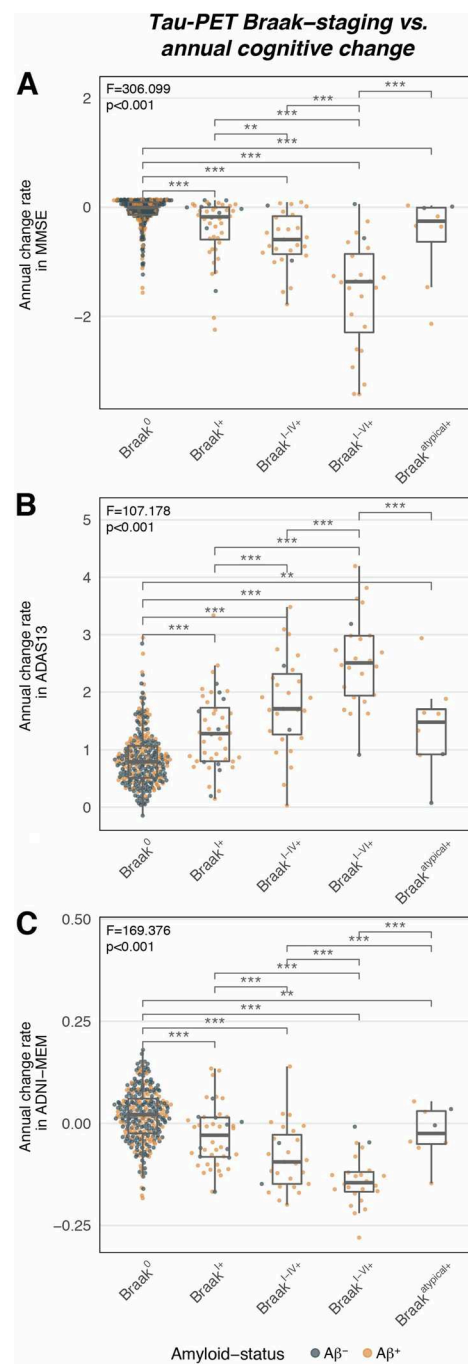 Tau-PET Braak–staging vs.
annual cognitive change
A
F=306.099
p<0.001
2
0
−2
Annual change rate
in MMSE
***
***
**
***
***
***
***
***
Braak⁰
Braakᴵ⁺
Braakᴵ⁻ᴵⱽ⁺
Braakᴵ⁻ⱽᴵ⁺
Braakᵃᵗʸᵖⁱᶜᵃˡ⁺
B
F=107.178
p<0.001
5
4
3
2
1
0
Annual change rate
in ADAS13
***
***
***
***
**
***
***
***
Braak⁰
Braakᴵ⁺
Braakᴵ⁻ᴵⱽ⁺
Braakᴵ⁻ⱽᴵ⁺
Braakᵃᵗʸᵖⁱᶜᵃˡ⁺
C
F=169.376
p<0.001
0.50
0.25
0.00
−0.25
Annual change rate
in ADNI−MEM
***
***
***
***
***
**
***
***
***
Braak⁰
Braakᴵ⁺
Braakᴵ⁻ᴵⱽ⁺
Braakᴵ⁻ⱽᴵ⁺
Braakᵃᵗʸᵖⁱᶜᵃˡ⁺
Amyloid−status Aβ⁻ Aβ⁺